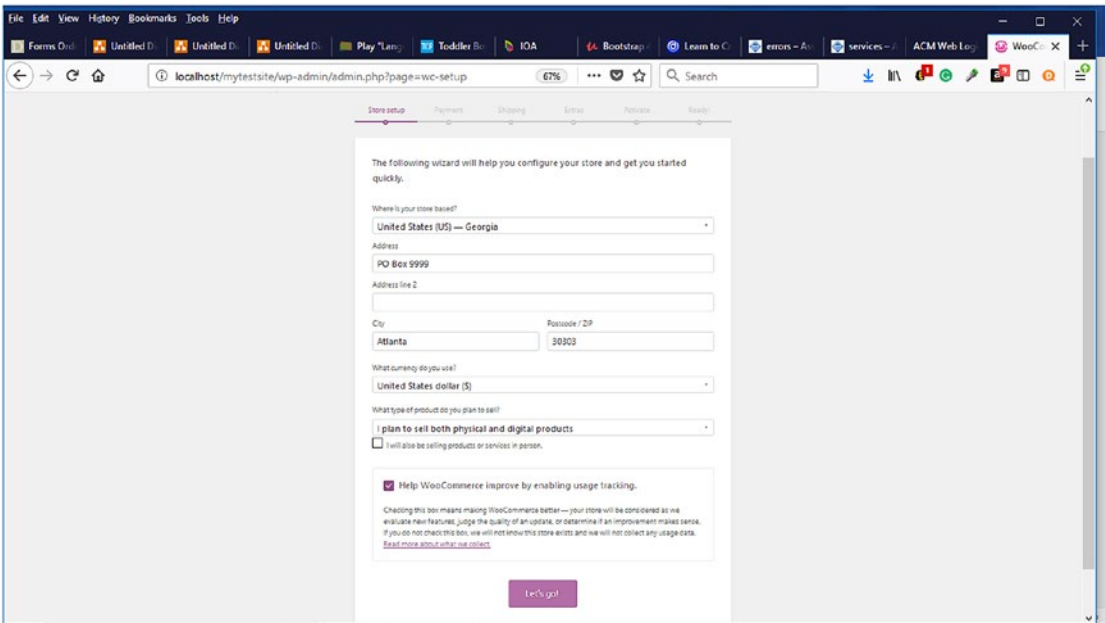 File Edit View History Bookmarks Tools Help
Forms Ord Untitled D Untitled D Untitled Di Play "Lang Toddler Bo IOA Bootstrap Learn to C errors – As services – ACM Web Log WooCo
localhost/mytestsite/wp-admin/admin.php?page=wc-setup 67% Search
Store setup Payment Shipping Extras Activate Ready!
The following wizard will help you configure your store and get you started
quickly.
Where is your store based?
United States (US) — Georgia
Address
PO Box 9999
Address line 2
City Postcode / ZIP
Atlanta 30303
What currency do you use?
United States dollar ($)
What type of product do you plan to sell?
I plan to sell both physical and digital products
I will also be selling products or services in person.
Help WooCommerce improve by enabling usage tracking.
Checking this box means making WooCommerce better — your store will be considered as we
evaluate new features, judge the quality of an update, or determine if an improvement makes sense.
If you do not check this box, we will not know this store exists and we will not collect any usage data.
Read more about what we collect.
Let's go!